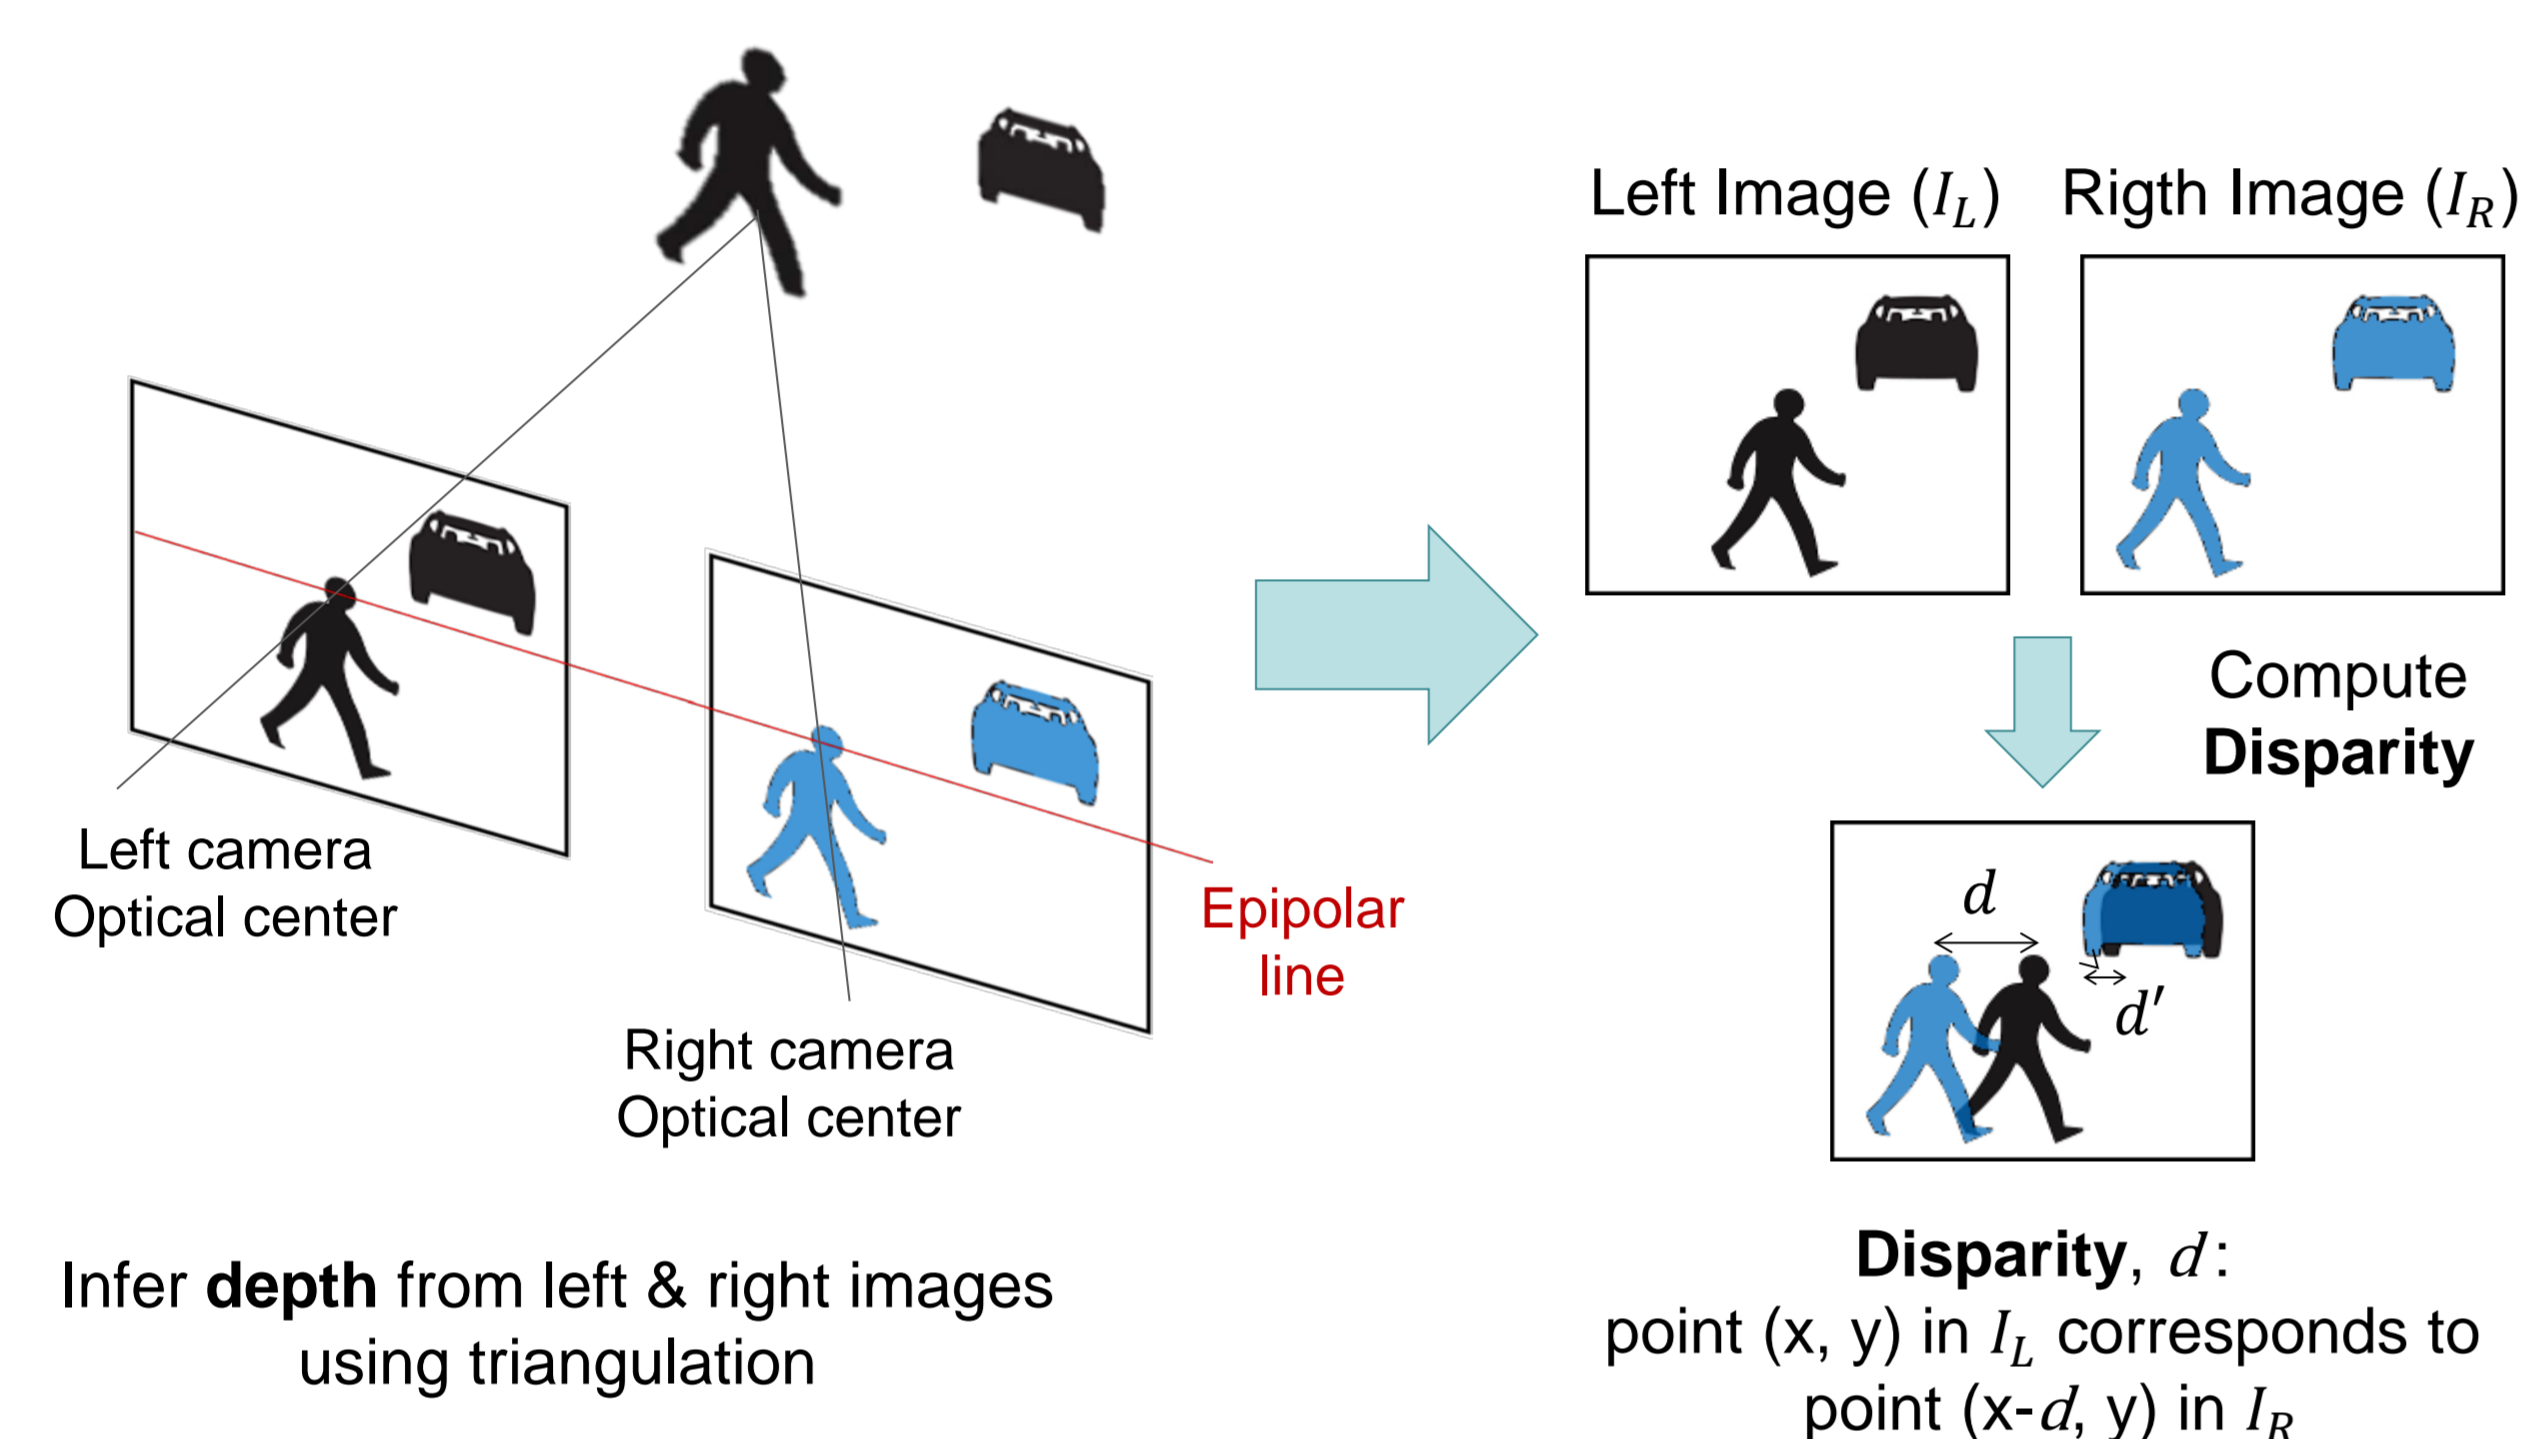 Left Image (I_L)
Rigth Image (I_R)
Compute
Disparity
Left camera
Optical center
Epipolar
line
Right camera
Optical center
d
d′
Infer depth from left & right images
using triangulation
Disparity, d:
point (x, y) in I_L corresponds to
point (x-d, y) in I_R